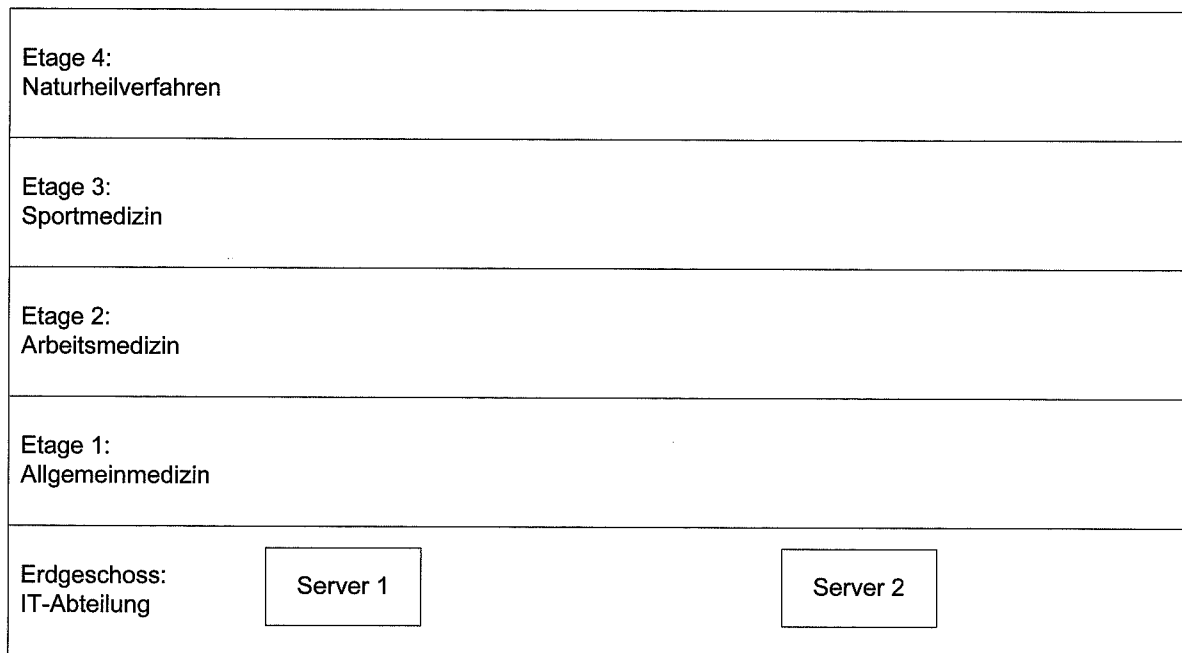 Etage 4:
Naturheilverfahren
Etage 3:
Sportmedizin
Etage 2:
Arbeitsmedizin
Etage 1:
Allgemeinmedizin
Erdgeschoss:
IT-Abteilung
Server 1
Server 2